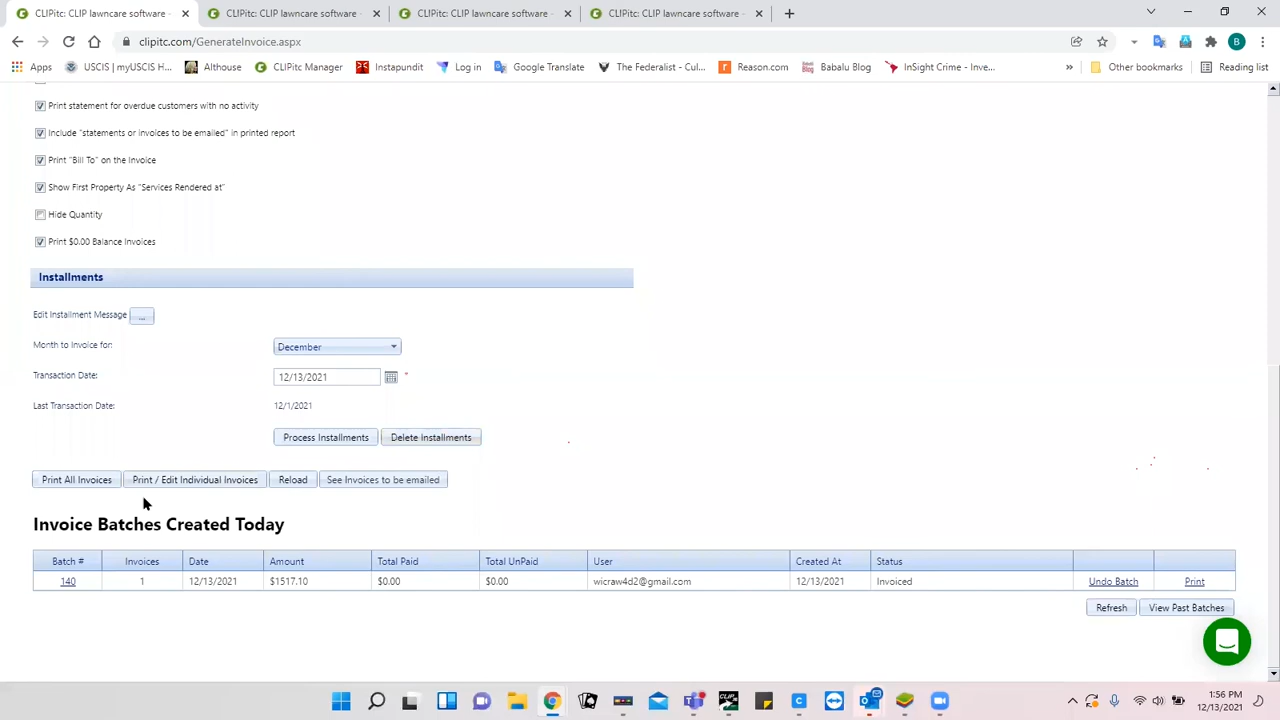 CLIPitc: CLIP lawncare software - CLIPitc: CLIP lawncare software - CLIPitc: CLIP lawncare software - CLIPitc: CLIP lawncare software -
clipitc.com/GenerateInvoice.aspx
Apps USCIS | myUSCIS H... Althouse CLIPitc Manager Instapundit Log in Google Translate The Federalist - Cul... Reason.com Babalu Blog InSight Crime - Inve... » Other bookmarks Reading list
Print statement for overdue customers with no activity
Include "statements or invoices to be emailed" in printed report
Print "Bill To" on the Invoice
Show First Property As "Services Rendered at"
Hide Quantity
Print $0.00 Balance Invoices
Installments
Edit Installment Message ...
Month to Invoice for: December
Transaction Date: 12/13/2021 *
Last Transaction Date: 12/1/2021
Process Installments Delete Installments
Print All Invoices Print / Edit Individual Invoices Reload See Invoices to be emailed
Invoice Batches Created Today
Batch # Invoices Date Amount Total Paid Total UnPaid User Created At Status
140 1 12/13/2021 $1517.10 $0.00 $0.00 wicraw4d2@gmail.com 12/13/2021 Invoiced Undo Batch Print
Refresh View Past Batches
1:56 PM
12/13/2021